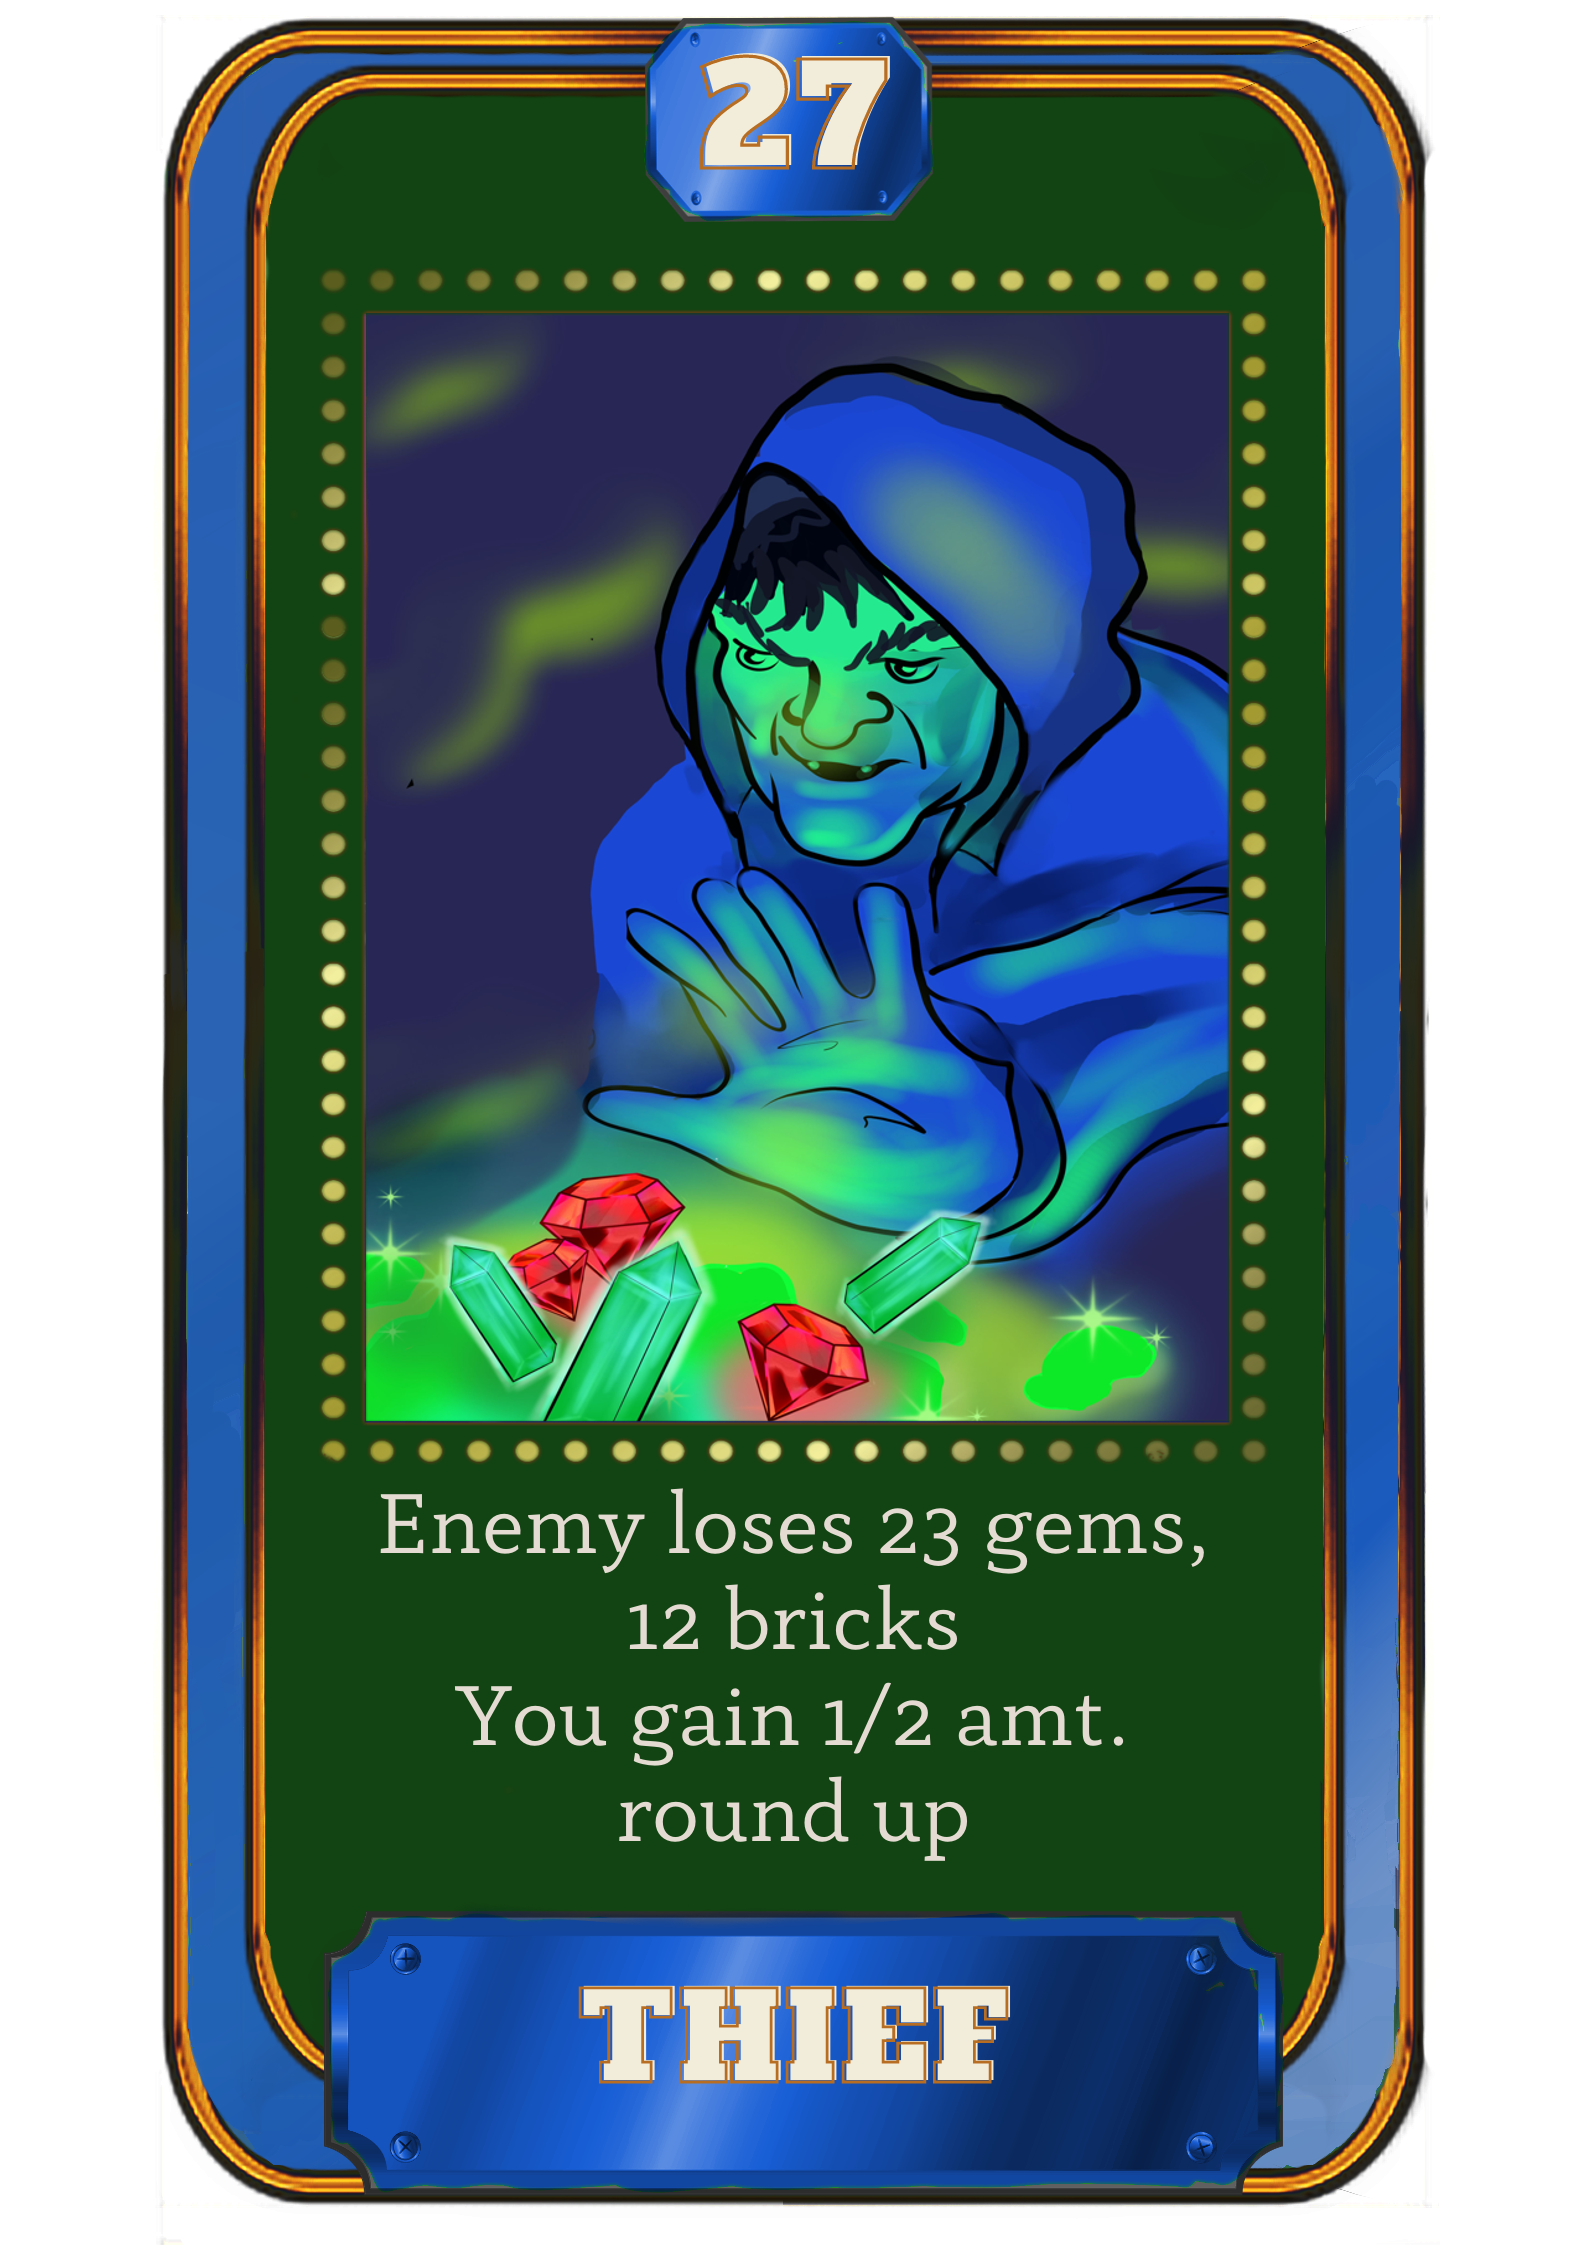 27
Enemy loses 23 gems,
12 bricks
You gain 1/2 amt.
round up
THIEF